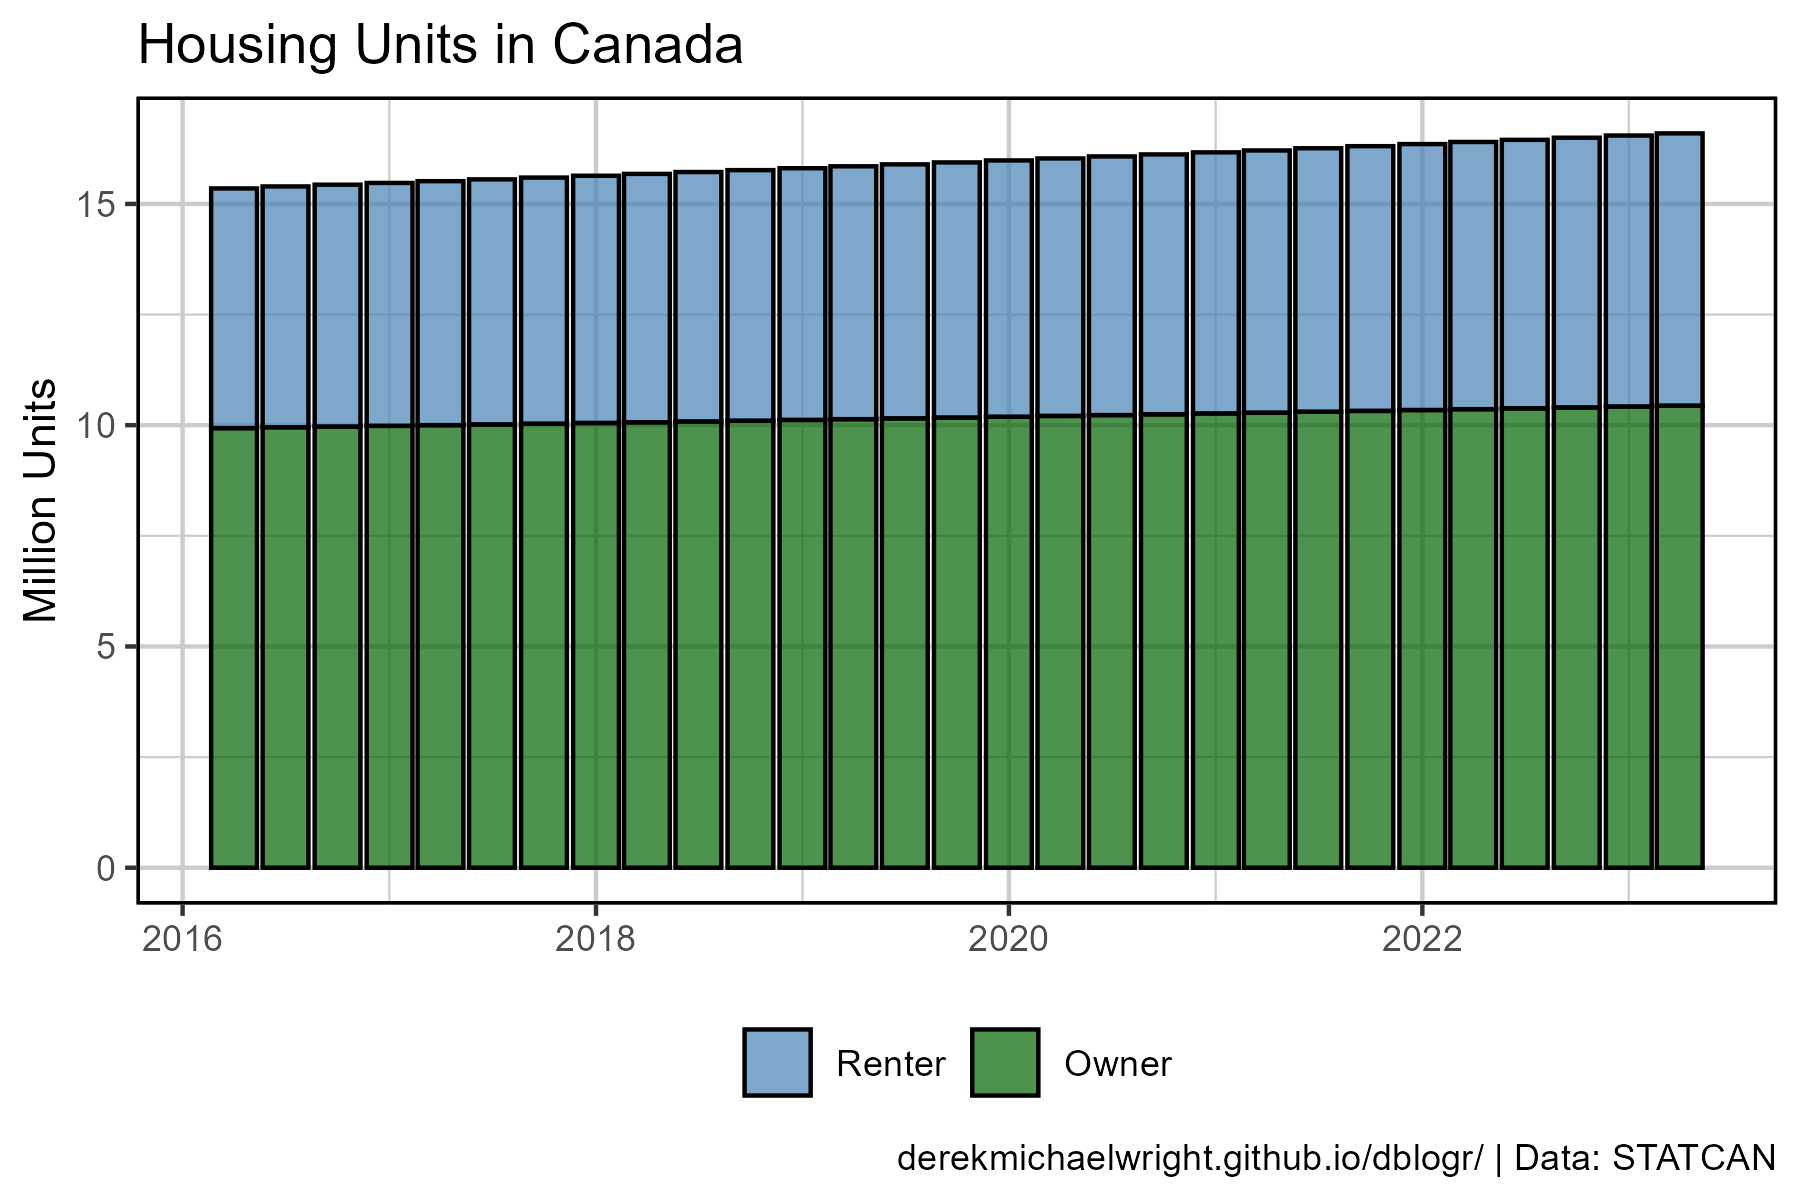 Housing Units in Canada
Million Units
15
10
5
0
2016 2018 2020 2022
Renter Owner
derekmichaelwright.github.io/dblogr/ | Data: STATCAN